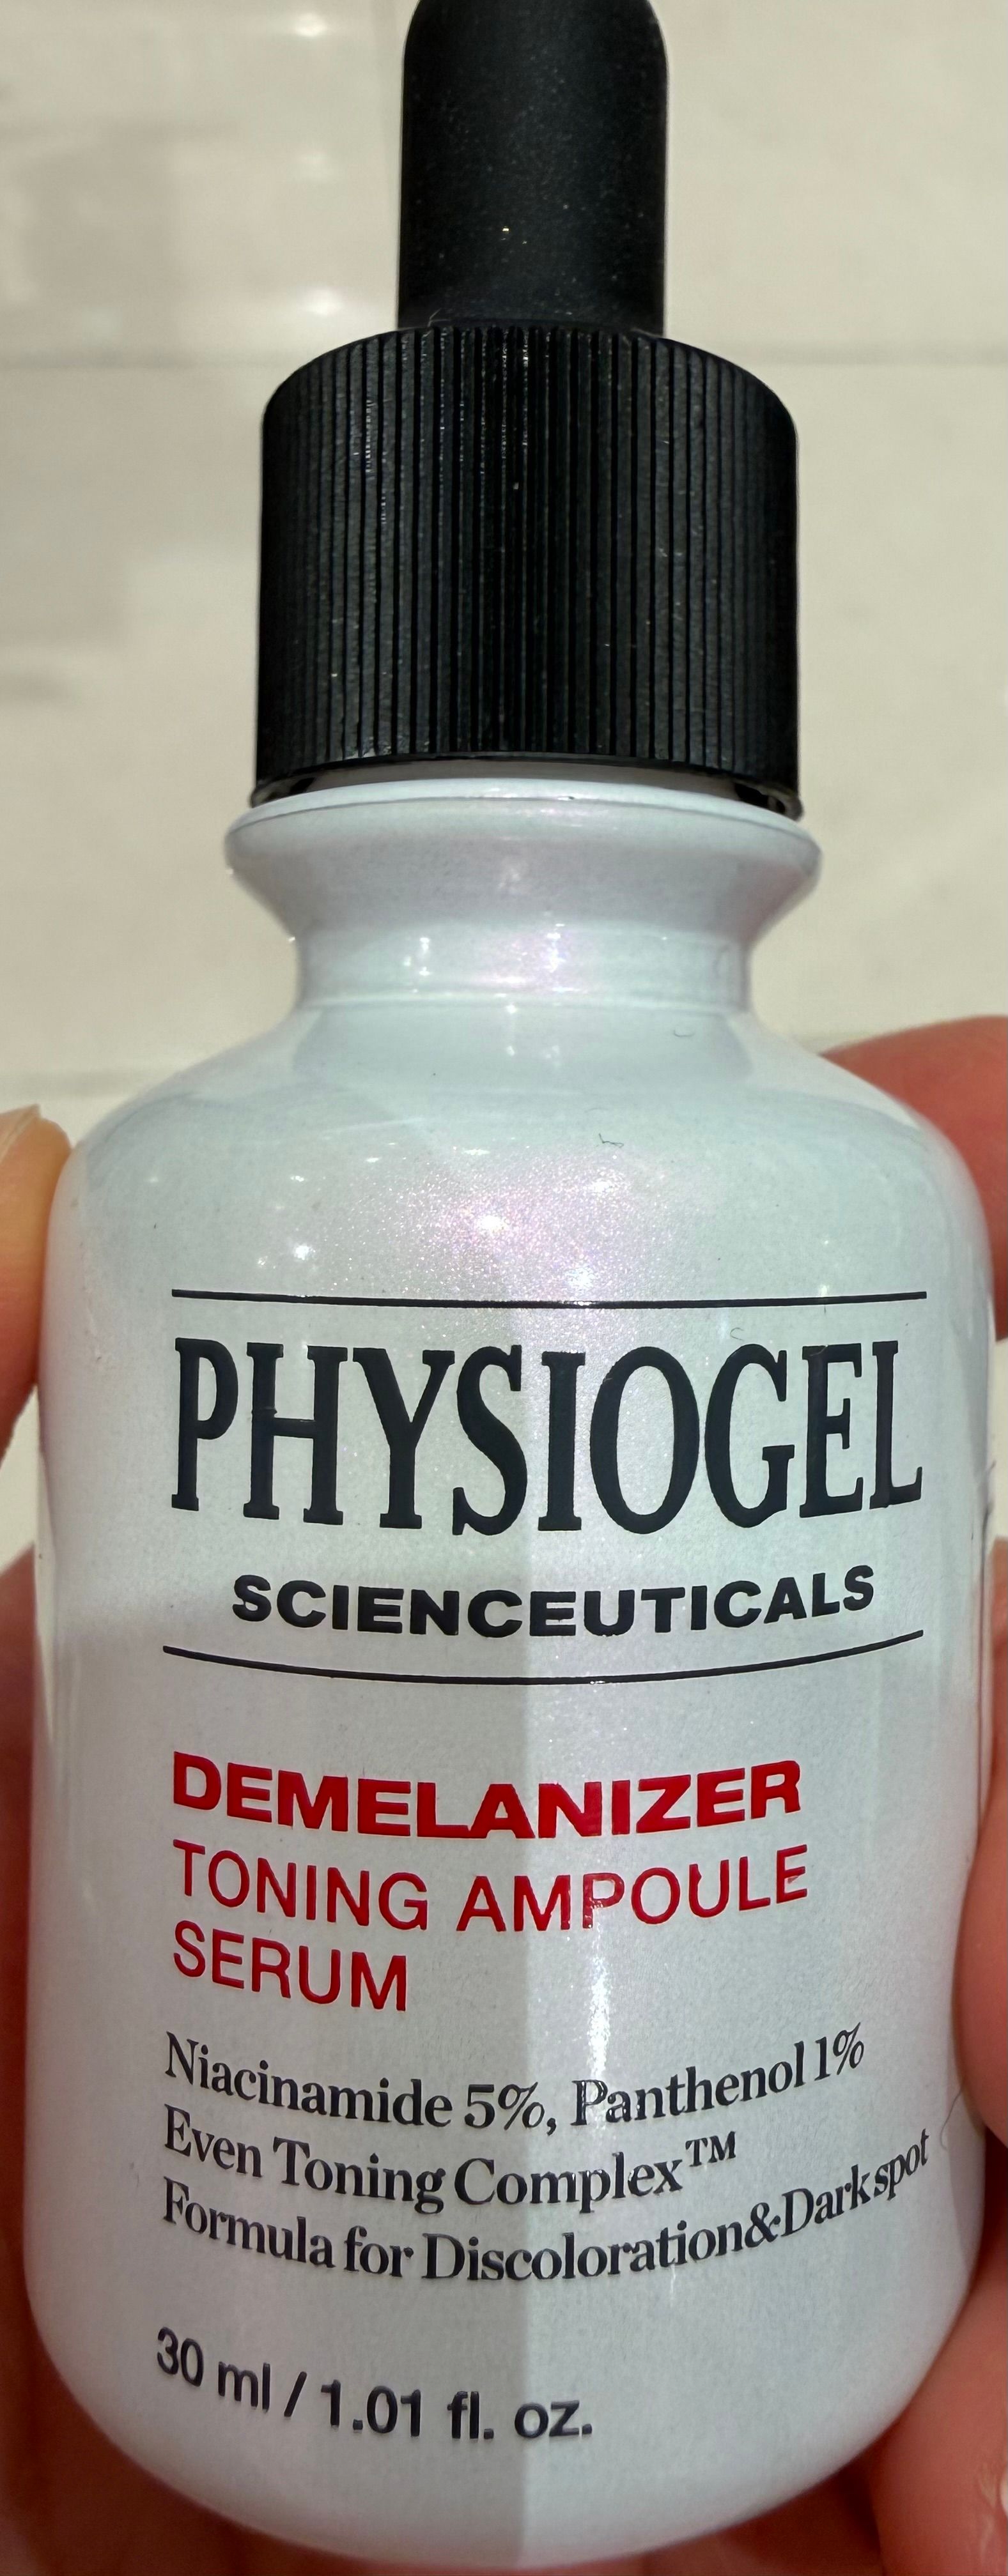 PHYSIOGEL
SCIENCEUTICALS
DEMELANIZER
TONING AMPOULE
SERUM
Niacinamide 5%, Panthenol 1%
Even Toning Complex™
Formula for Discoloration&Dark spot
30 ml / 1.01 fl. oz.